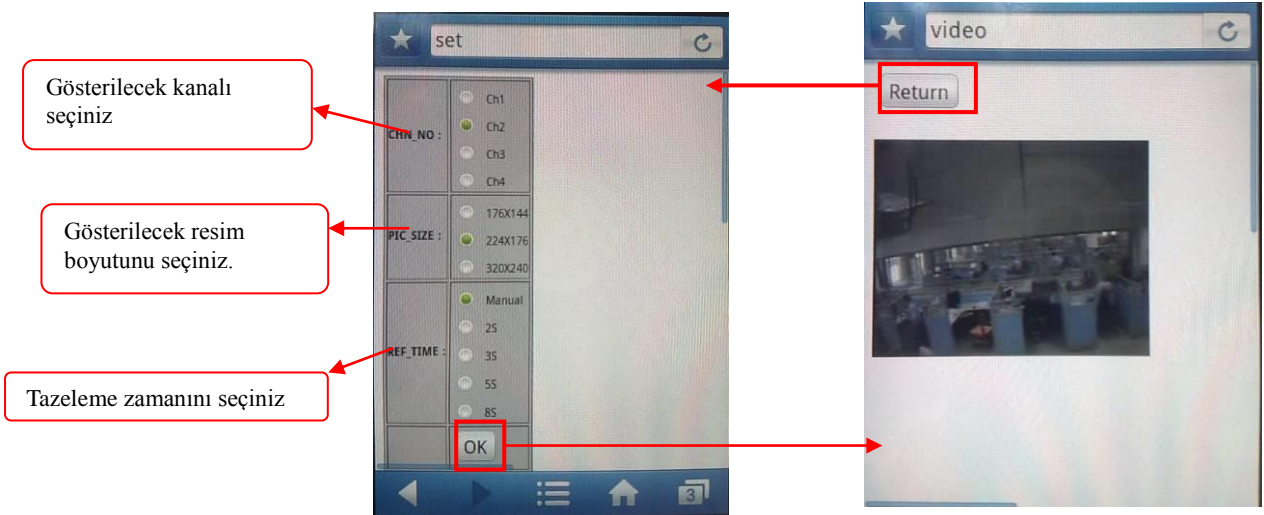 Gösterilecek kanalı
seçiniz
Gösterilecek resim
boyutunu seçiniz.
Tazeleme zamanını seçiniz
set
CHN_NO :
Ch1
Ch2
Ch3
Ch4
PIC_SIZE :
176X144
224X176
320X240
REF_TIME :
Manual
2S
3S
5S
8S
OK
3
video
Return